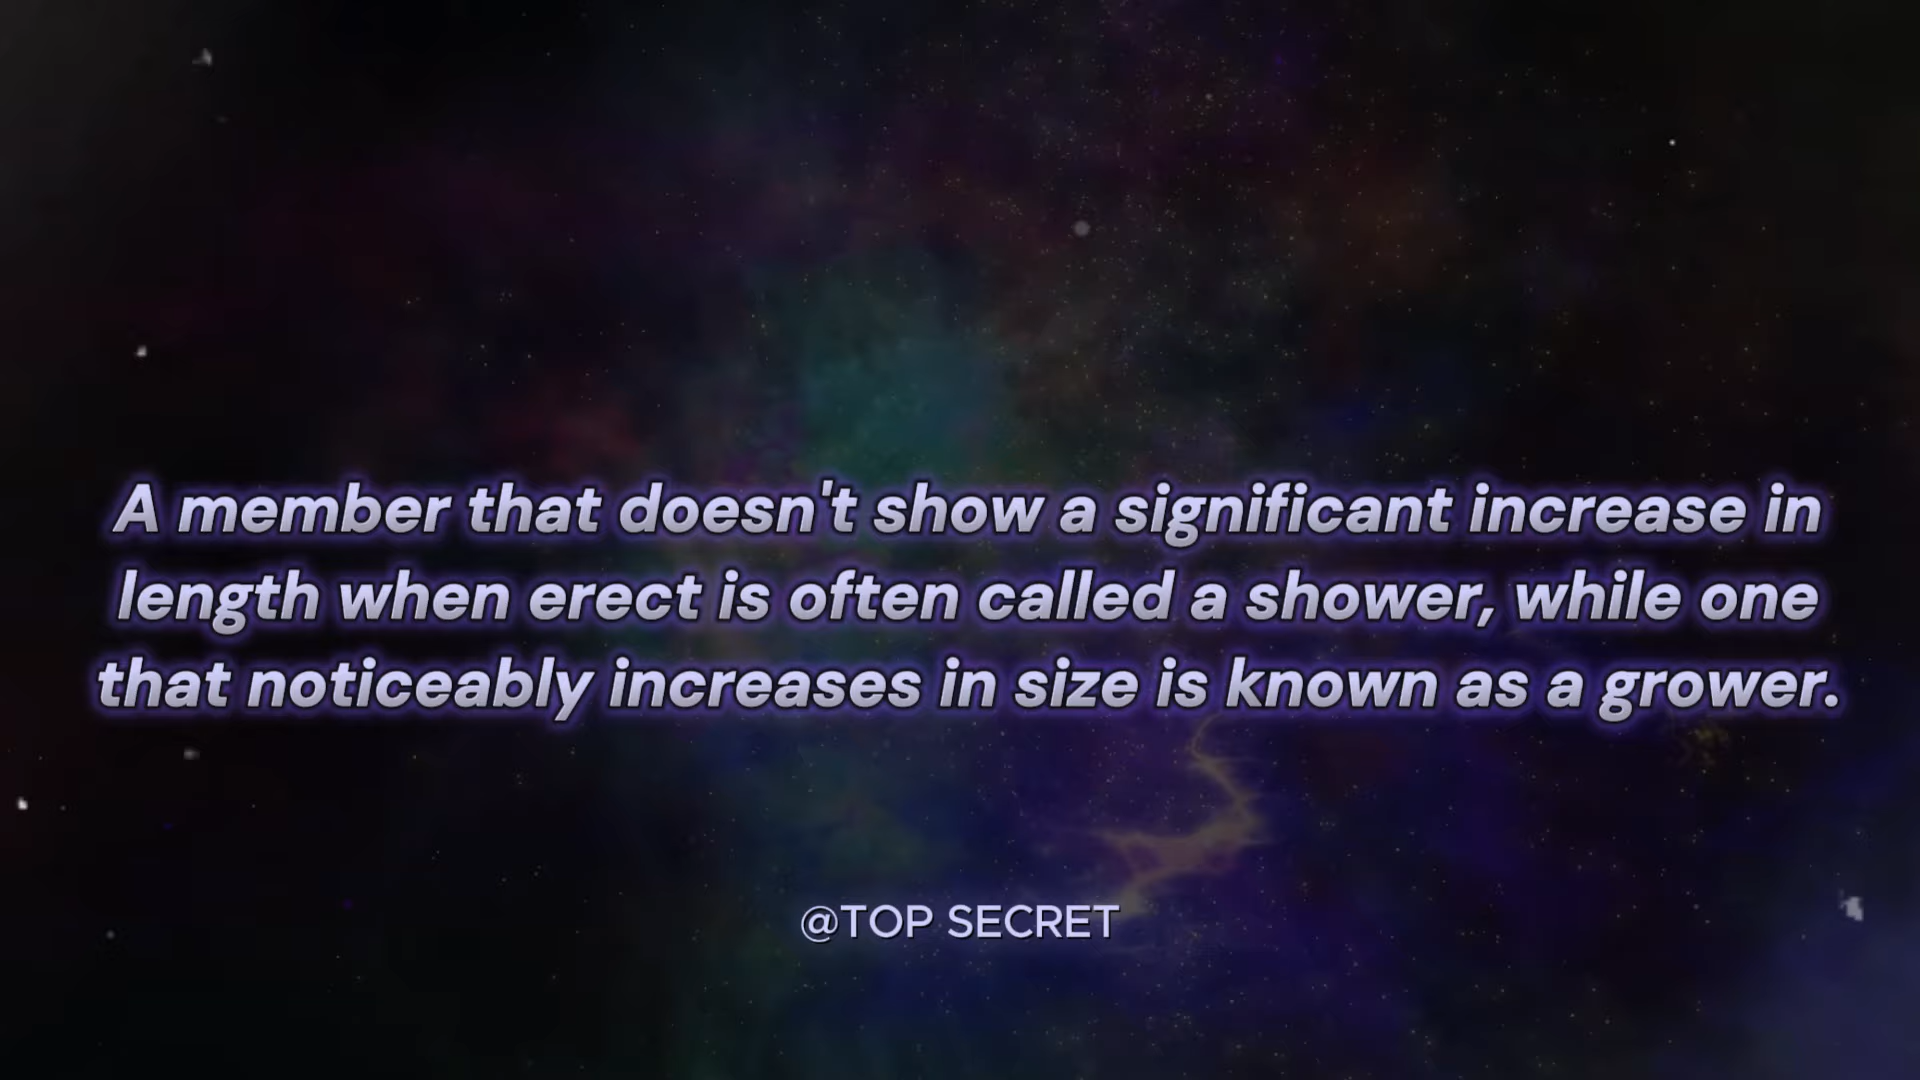 A member that doesn't show a significant increase in
length when erect is often called a shower, while one
that noticeably increases in size is known as a grower.
@TOP SECRET